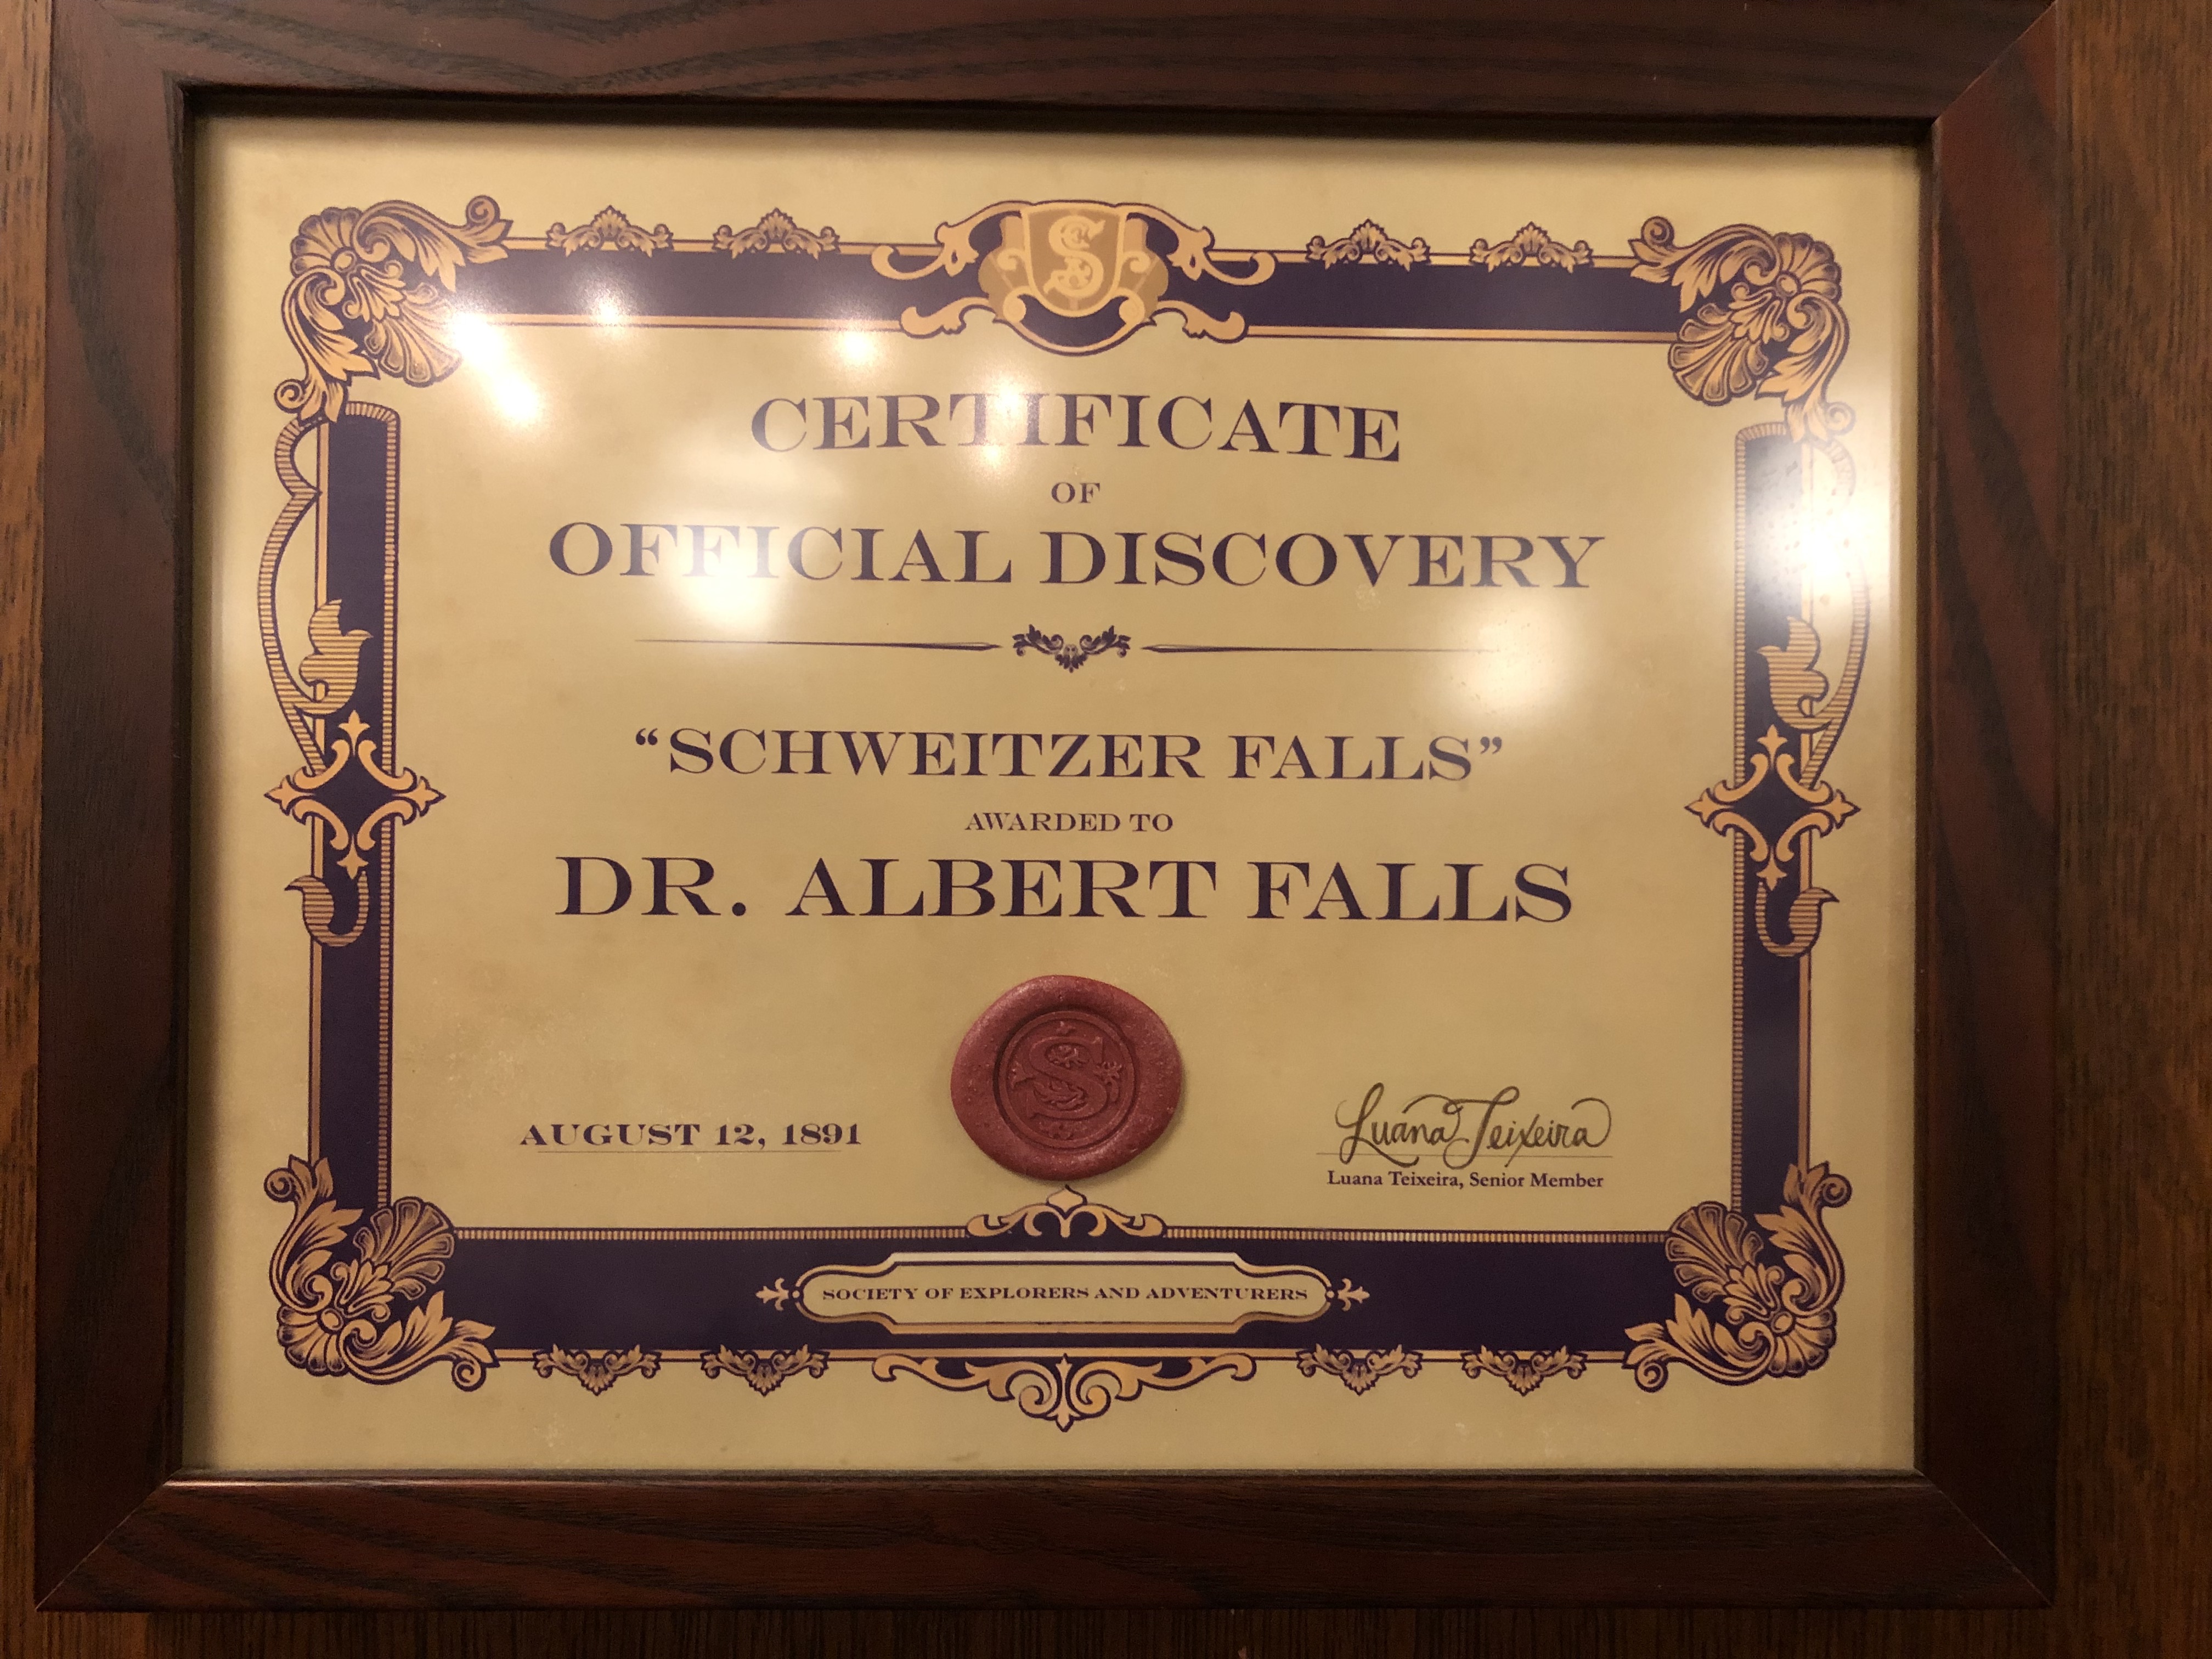 S
CERTIFICATE
OF
OFFICIAL DISCOVERY
“SCHWEITZER FALLS”
AWARDED TO
DR. ALBERT FALLS
S
AUGUST 12, 1891
Luana Teixeira
Luana Teixeira, Senior Member
SOCIETY OF EXPLORERS AND ADVENTURERS